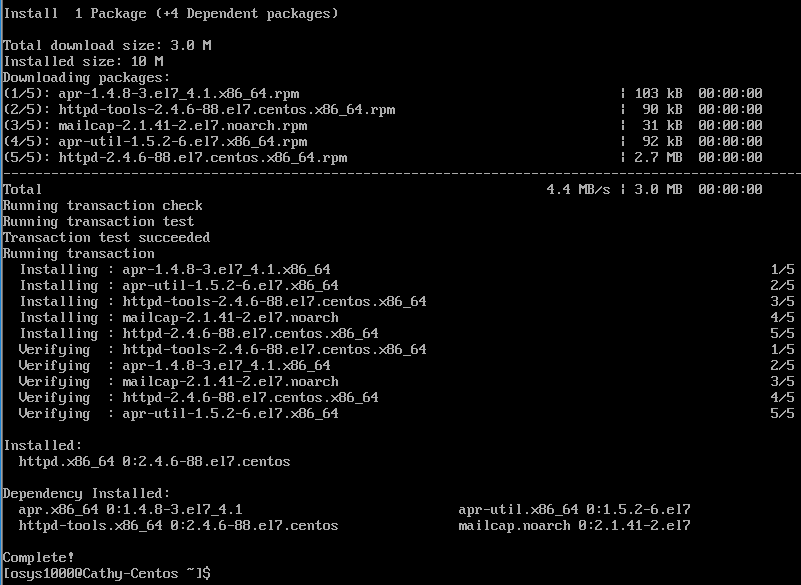 Install  1 Package (+4 Dependent packages)
Total download size: 3.0 M
Installed size: 10 M
Downloading packages:
(1/5): apr-1.4.8-3.el7_4.1.x86_64.rpm | 103 kB 00:00:00
(2/5): httpd-tools-2.4.6-88.el7.centos.x86_64.rpm | 90 kB 00:00:00
(3/5): mailcap-2.1.41-2.el7.noarch.rpm | 31 kB 00:00:00
(4/5): apr-util-1.5.2-6.el7.x86_64.rpm | 92 kB 00:00:00
(5/5): httpd-2.4.6-88.el7.centos.x86_64.rpm | 2.7 MB 00:00:00
--------------------------------------------------------------------------------
Total 4.4 MB/s | 3.0 MB 00:00:00
Running transaction check
Running transaction test
Transaction test succeeded
Running transaction
Installing : apr-1.4.8-3.el7_4.1.x86_64 1/5
Installing : apr-util-1.5.2-6.el7.x86_64 2/5
Installing : httpd-tools-2.4.6-88.el7.centos.x86_64 3/5
Installing : mailcap-2.1.41-2.el7.noarch 4/5
Installing : httpd-2.4.6-88.el7.centos.x86_64 5/5
Verifying : httpd-tools-2.4.6-88.el7.centos.x86_64 1/5
Verifying : apr-1.4.8-3.el7_4.1.x86_64 2/5
Verifying : mailcap-2.1.41-2.el7.noarch 3/5
Verifying : httpd-2.4.6-88.el7.centos.x86_64 4/5
Verifying : apr-util-1.5.2-6.el7.x86_64 5/5
Installed:
httpd.x86_64 0:2.4.6-88.el7.centos
Dependency Installed:
apr.x86_64 0:1.4.8-3.el7_4.1 apr-util.x86_64 0:1.5.2-6.el7
httpd-tools.x86_64 0:2.4.6-88.el7.centos mailcap.noarch 0:2.1.41-2.el7
Complete!
[osys1000@Cathy-Centos ~]$